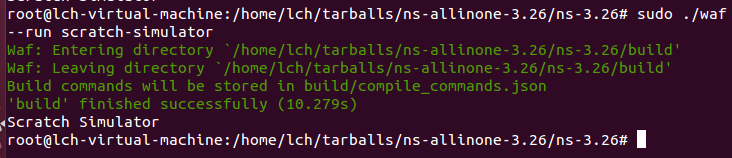 root@lch-virtual-machine:/home/lch/tarballs/ns-allinone-3.26/ns-3.26# sudo ./waf
--run scratch-simulator
Waf: Entering directory `/home/lch/tarballs/ns-allinone-3.26/ns-3.26/build'
Waf: Leaving directory `/home/lch/tarballs/ns-allinone-3.26/ns-3.26/build'
Build commands will be stored in build/compile_commands.json
'build' finished successfully (10.279s)
Scratch Simulator
root@lch-virtual-machine:/home/lch/tarballs/ns-allinone-3.26/ns-3.26#